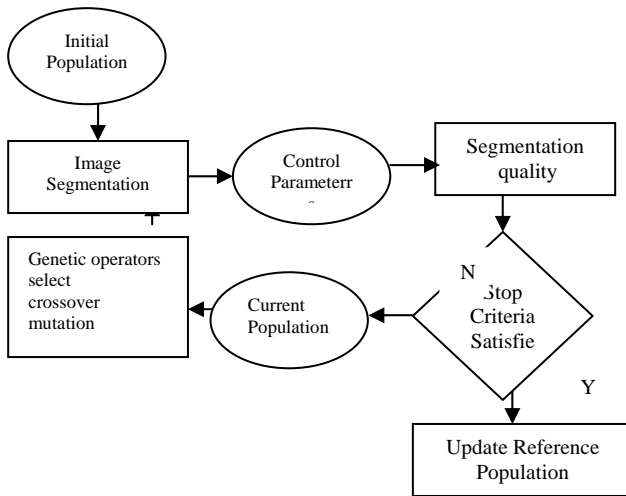 Initial
Population
Image
Segmentation
Control
Parameterr
Segmentation
quality
Genetic operators
select
crossover
mutation
Current
Population
N
Stop
Criteria
Satisfie
Y
Update Reference
Population